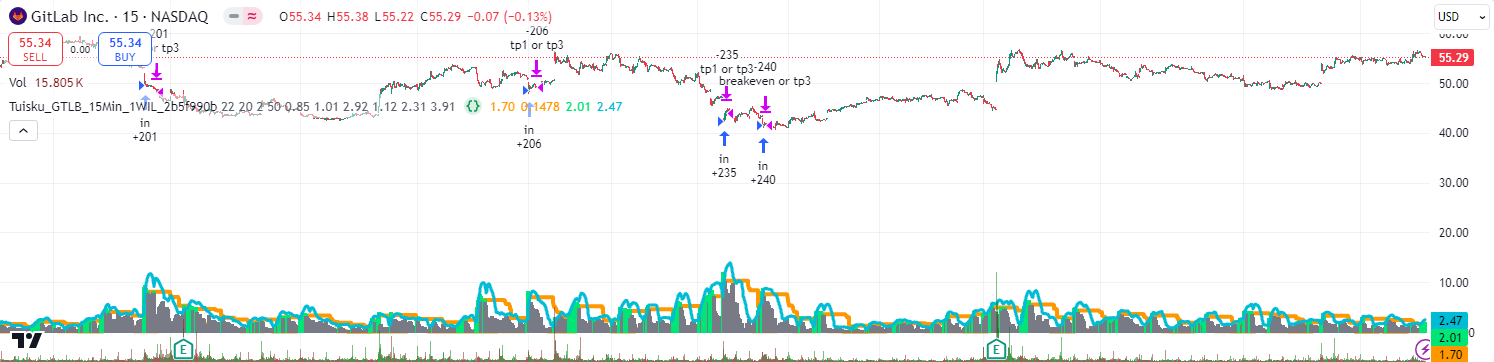 GitLab Inc. · 15 · NASDAQ O55.34 H55.38 L55.22 C55.29 −0.07 (−0.13%)
USD
55.34
SELL
0.00
55.34
BUY
-201
or tp3
-206
tp1 or tp3
-235
tp1 or tp3
-240
breakeven or tp3
60.00
55.29
50.00
40.00
30.00
20.00
10.00
0
Vol 15.805 K
Tuisku_GTLB_15Min_1WIL_2b5f990b 22 20 2 50 0.85 1.01 2.92 1.12 2.31 3.91 {} 1.70 0.1478 2.01 2.47
in
+201
in
+206
in
+235
in
+240
2.47
2.01
1.70
E
E